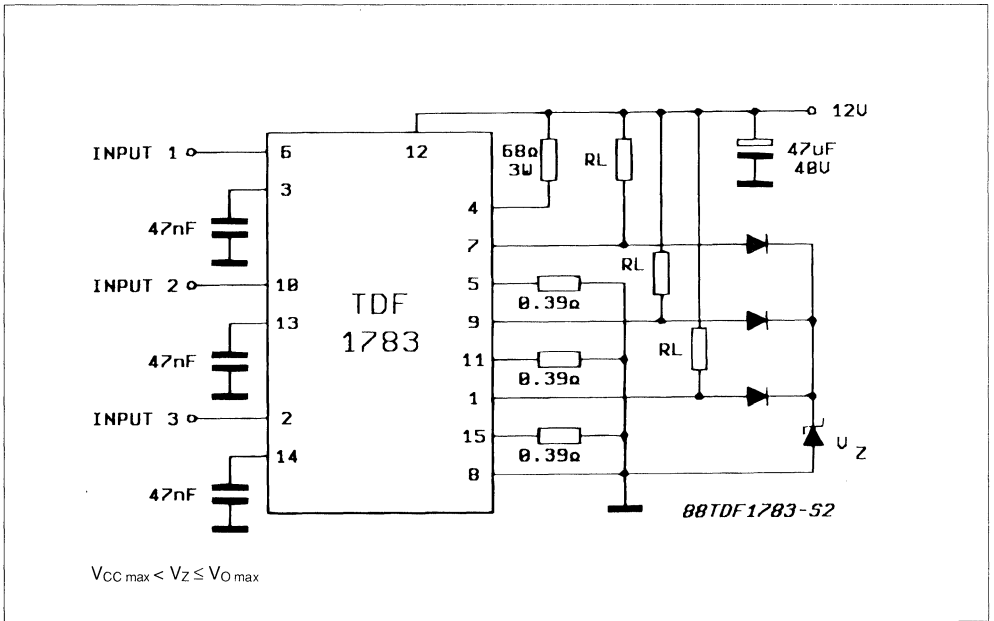 12V
INPUT 1
6
12
68Ω
3W
RL
47uF
40V
3
4
47nF
7
RL
INPUT 2
10
5
0.39Ω
TDF
1783
13
9
RL
47nF
11
0.39Ω
1
INPUT 3
2
15
VZ
0.39Ω
14
8
47nF
88TDF1783-S2
VCC max < VZ ≤ VO max